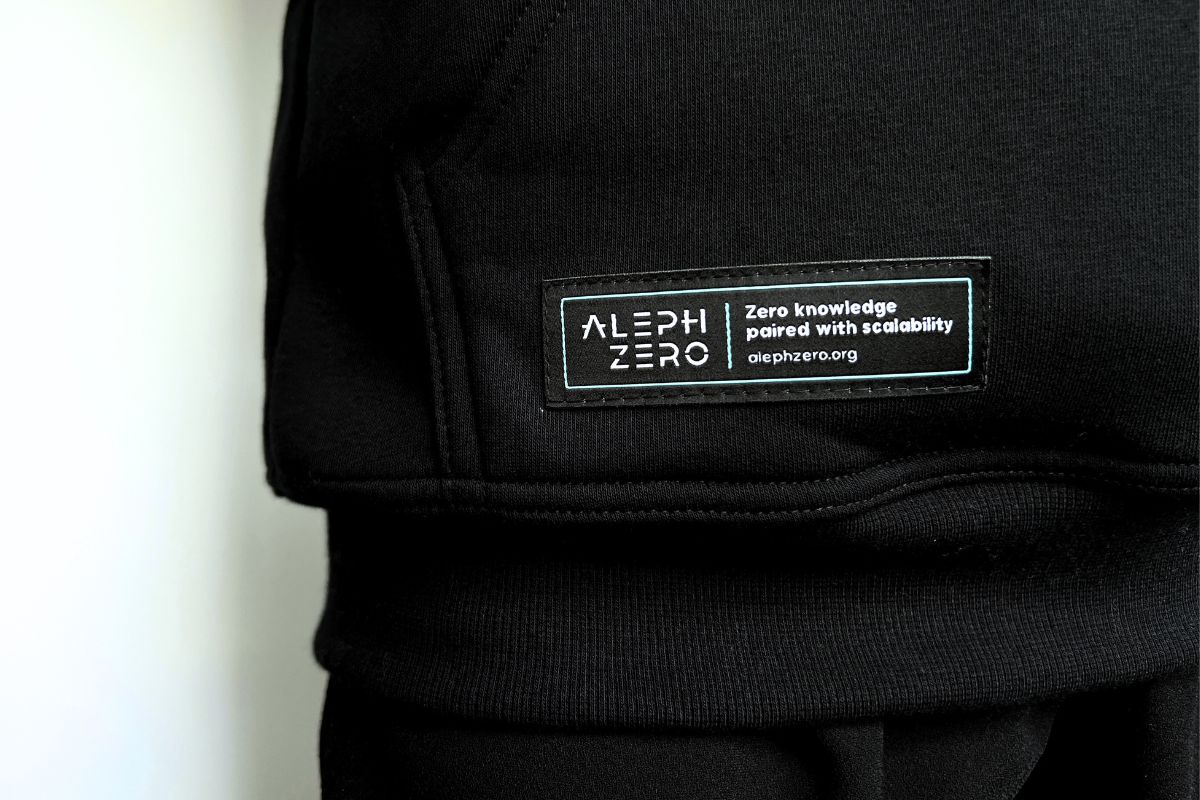 ALEPH
ZERO
Zero knowledge
paired with scalability
alephzero.org